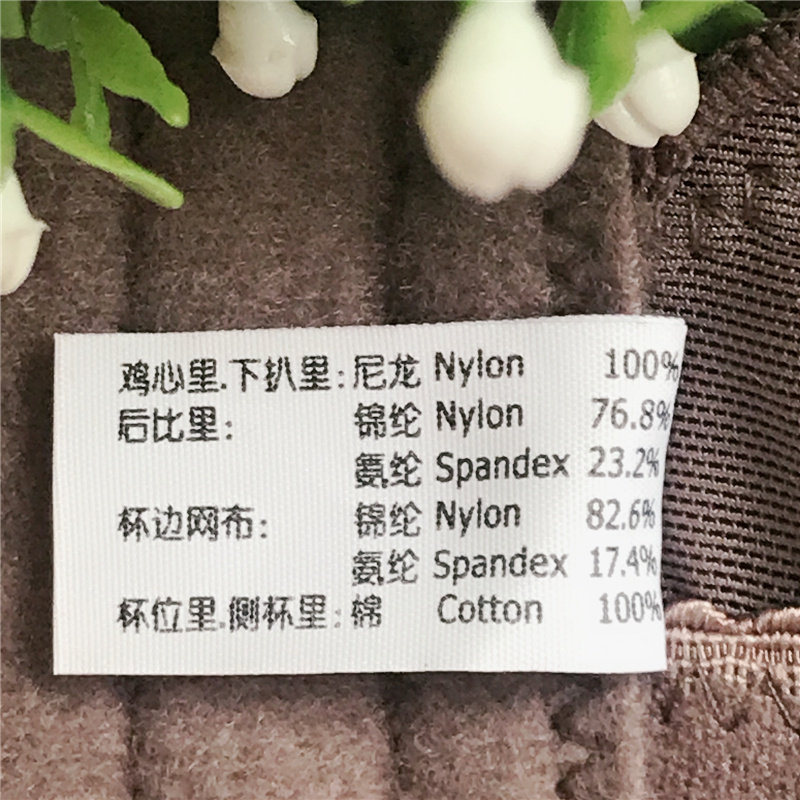 鸡心里.下扒里:尼龙 Nylon 100%
后比里: 锦纶 Nylon 76.8%
氨纶 Spandex 23.2%
杯边网布: 锦纶 Nylon 82.6%
氨纶 Spandex 17.4%
杯位里.侧杯里:棉 Cotton 100%